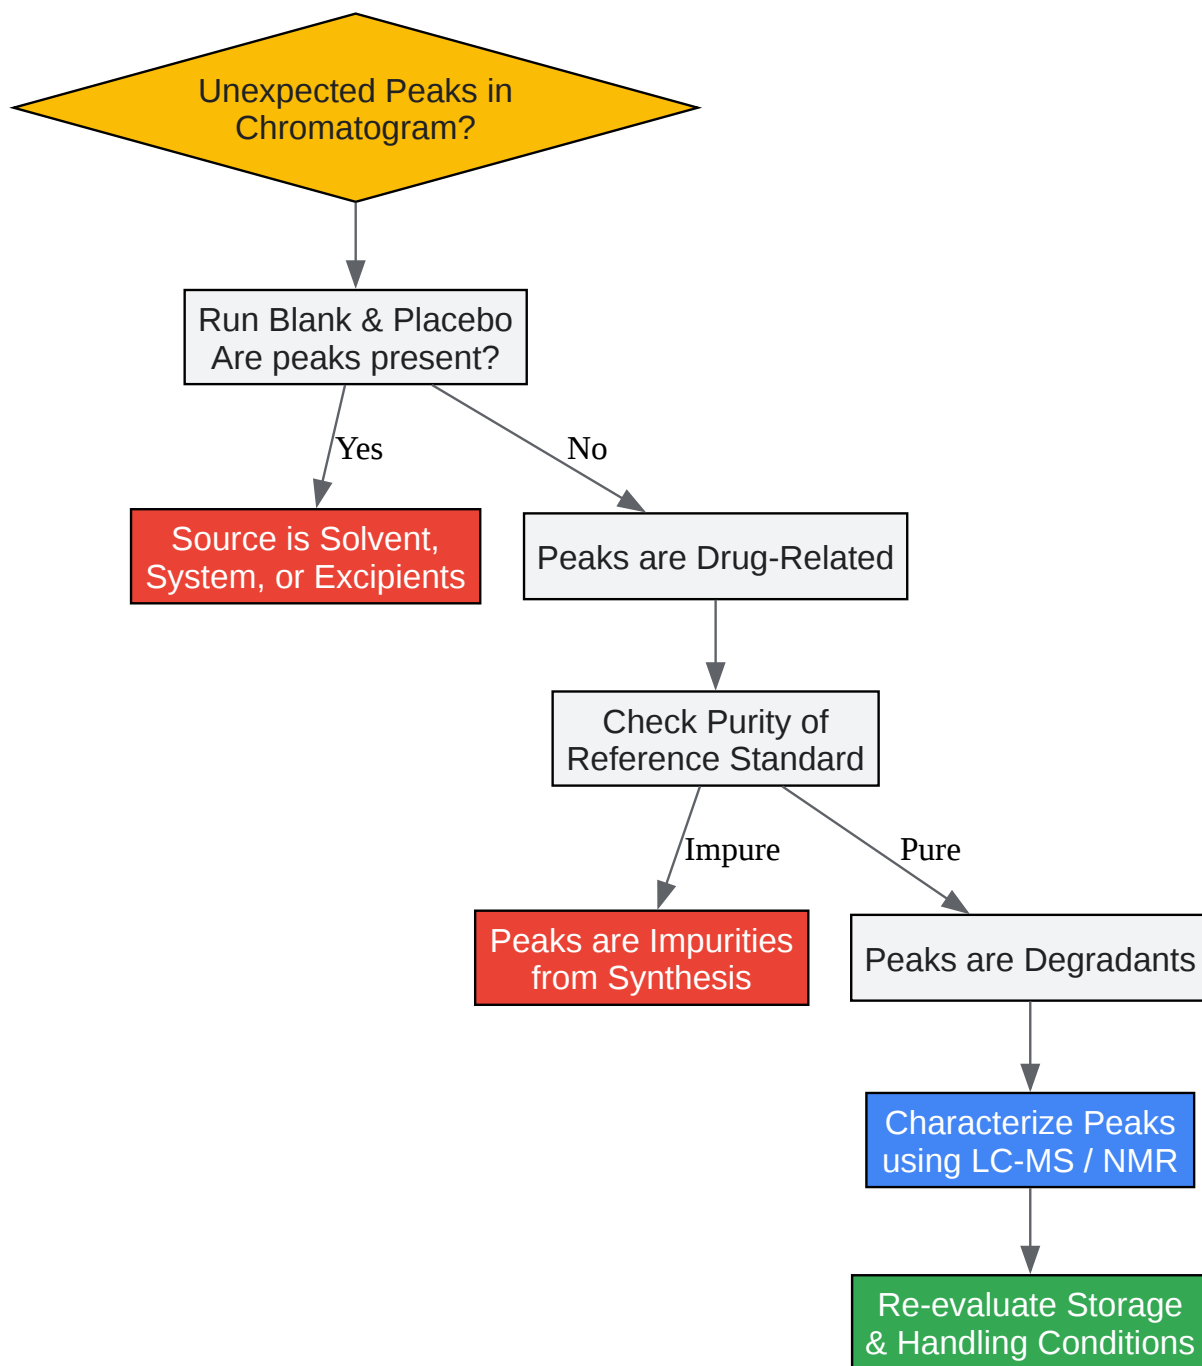 Unexpected Peaks in
Chromatogram?
Run Blank & Placebo
Are peaks present?
Yes
No
Source is Solvent,
System, or Excipients
Peaks are Drug-Related
Check Purity of
Reference Standard
Impure
Pure
Peaks are Impurities
from Synthesis
Peaks are Degradants
Characterize Peaks
using LC-MS / NMR
Re-evaluate Storage
& Handling Conditions